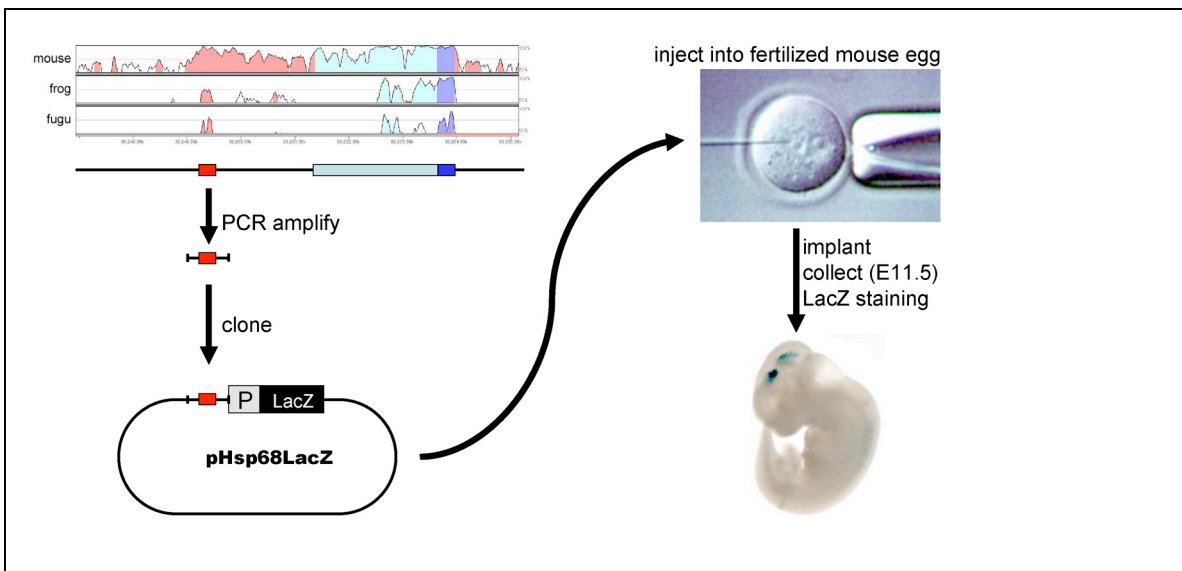 mouse
frog
fugu
PCR amplify
clone
P
LacZ
pHsp68LacZ
inject into fertilized mouse egg
implant
collect (E11.5)
LacZ staining